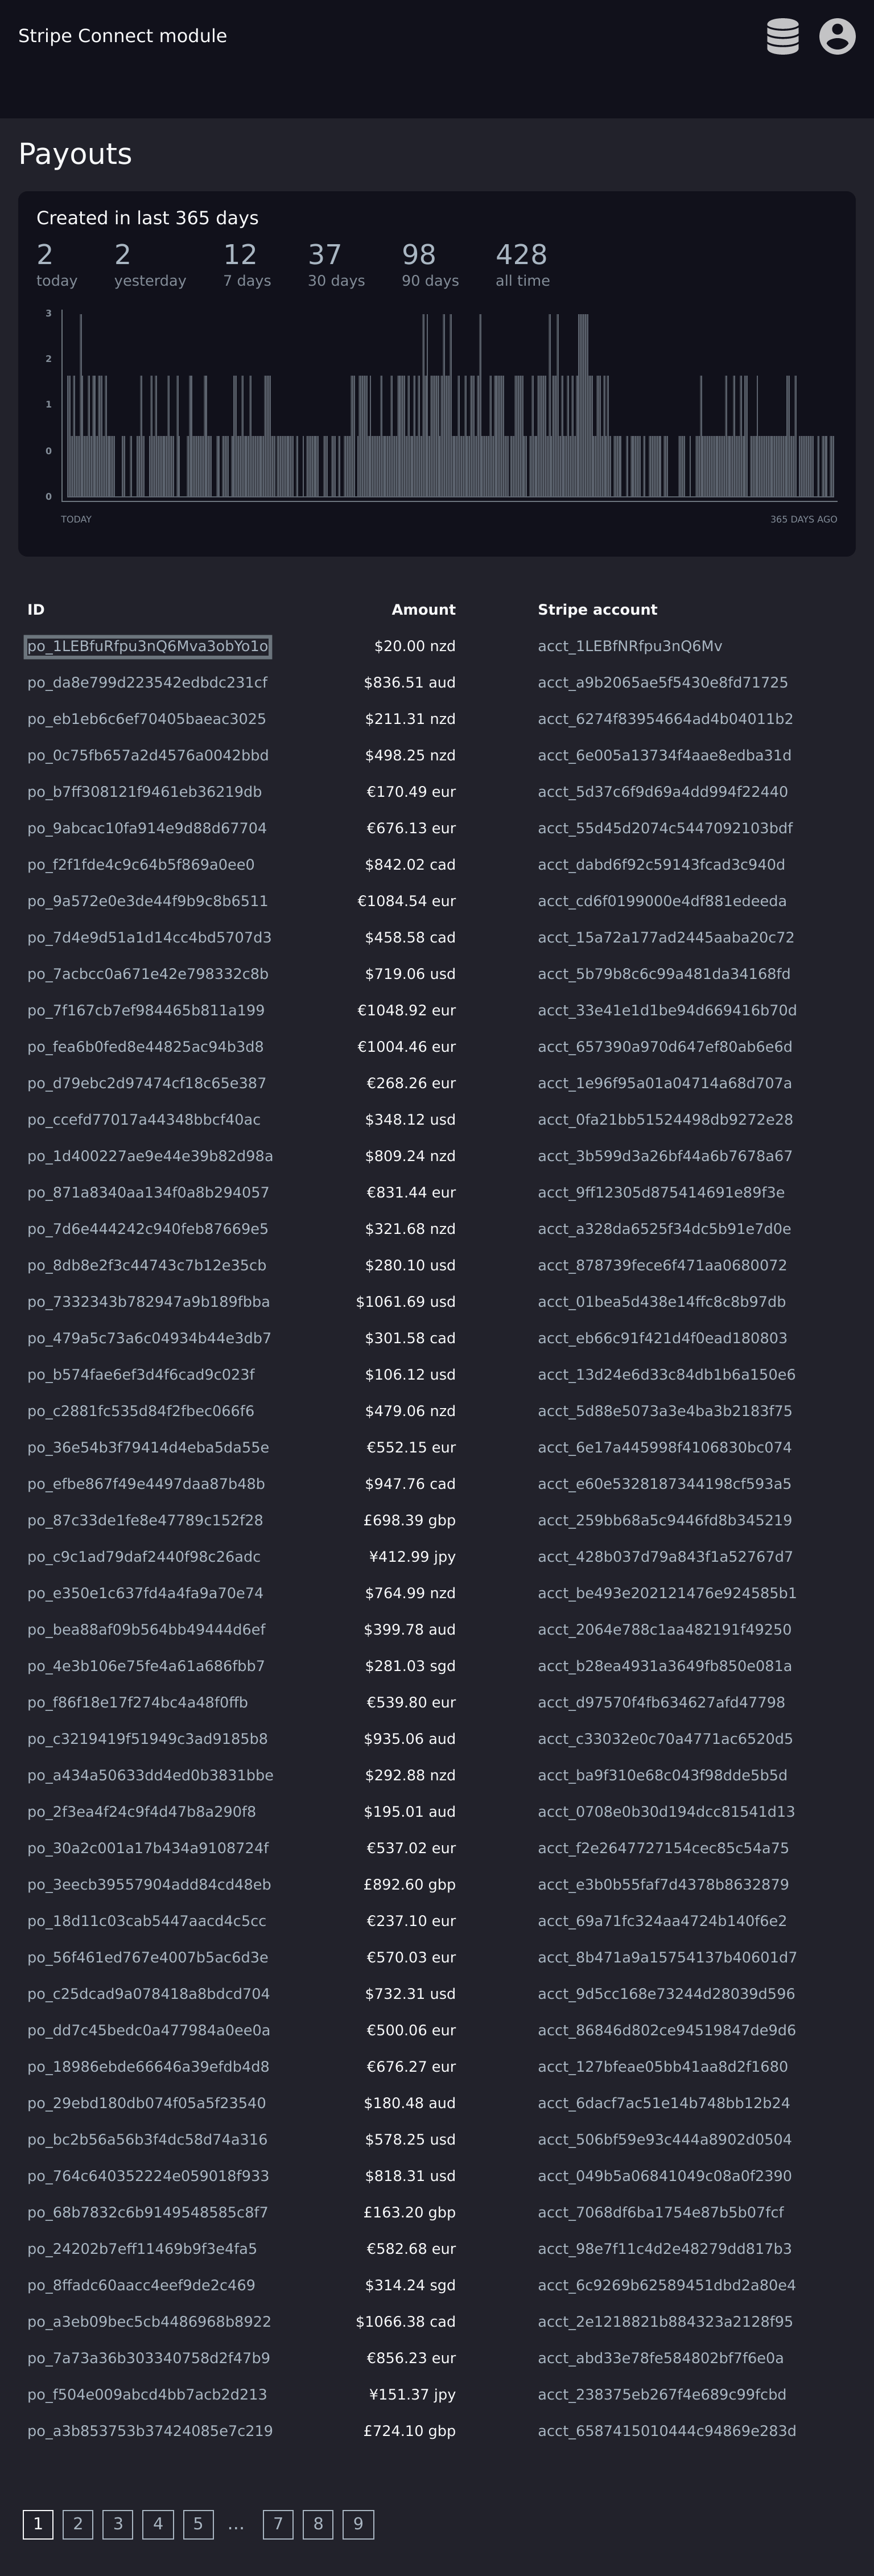 Stripe Connect module
Payouts
Created in last 365 days
2 2 12 37 98 428
today yesterday 7 days 30 days 90 days all time
3
2
1
0
0
TODAY 365 DAYS AGO
ID Amount Stripe account
po_1LEBfuRfpu3nQ6Mva3obYo1o $20.00 nzd acct_1LEBfNRfpu3nQ6Mv
po_da8e799d223542edbdc231cf $836.51 aud acct_a9b2065ae5f5430e8fd71725
po_eb1eb6c6ef70405baeac3025 $211.31 nzd acct_6274f83954664ad4b04011b2
po_0c75fb657a2d4576a0042bbd $498.25 nzd acct_6e005a13734f4aae8edba31d
po_b7ff308121f9461eb36219db €170.49 eur acct_5d37c6f9d69a4dd994f22440
po_9abcac10fa914e9d88d67704 €676.13 eur acct_55d45d2074c5447092103bdf
po_f2f1fde4c9c64b5f869a0ee0 $842.02 cad acct_dabd6f92c59143fcad3c940d
po_9a572e0e3de44f9b9c8b6511 €1084.54 eur acct_cd6f0199000e4df881edeeda
po_7d4e9d51a1d14cc4bd5707d3 $458.58 cad acct_15a72a177ad2445aaba20c72
po_7acbcc0a671e42e798332c8b $719.06 usd acct_5b79b8c6c99a481da34168fd
po_7f167cb7ef984465b811a199 €1048.92 eur acct_33e41e1d1be94d669416b70d
po_fea6b0fed8e44825ac94b3d8 €1004.46 eur acct_657390a970d647ef80ab6e6d
po_d79ebc2d97474cf18c65e387 €268.26 eur acct_1e96f95a01a04714a68d707a
po_ccefd77017a44348bbcf40ac $348.12 usd acct_0fa21bb51524498db9272e28
po_1d400227ae9e44e39b82d98a $809.24 nzd acct_3b599d3a26bf44a6b7678a67
po_871a8340aa134f0a8b294057 €831.44 eur acct_9ff12305d875414691e89f3e
po_7d6e444242c940feb87669e5 $321.68 nzd acct_a328da6525f34dc5b91e7d0e
po_8db8e2f3c44743c7b12e35cb $280.10 usd acct_878739fece6f471aa0680072
po_7332343b782947a9b189fbba $1061.69 usd acct_01bea5d438e14ffc8c8b97db
po_479a5c73a6c04934b44e3db7 $301.58 cad acct_eb66c91f421d4f0ead180803
po_b574fae6ef3d4f6cad9c023f $106.12 usd acct_13d24e6d33c84db1b6a150e6
po_c2881fc535d84f2fbec066f6 $479.06 nzd acct_5d88e5073a3e4ba3b2183f75
po_36e54b3f79414d4eba5da55e €552.15 eur acct_6e17a445998f4106830bc074
po_efbe867f49e4497daa87b48b $947.76 cad acct_e60e5328187344198cf593a5
po_87c33de1fe8e47789c152f28 £698.39 gbp acct_259bb68a5c9446fd8b345219
po_c9c1ad79daf2440f98c26adc ¥412.99 jpy acct_428b037d79a843f1a52767d7
po_e350e1c637fd4a4fa9a70e74 $764.99 nzd acct_be493e202121476e924585b1
po_bea88af09b564bb49444d6ef $399.78 aud acct_2064e788c1aa482191f49250
po_4e3b106e75fe4a61a686fbb7 $281.03 sgd acct_b28ea4931a3649fb850e081a
po_f86f18e17f274bc4a48f0ffb €539.80 eur acct_d97570f4fb634627afd47798
po_c3219419f51949c3ad9185b8 $935.06 aud acct_c33032e0c70a4771ac6520d5
po_a434a50633dd4ed0b3831bbe $292.88 nzd acct_ba9f310e68c043f98dde5b5d
po_2f3ea4f24c9f4d47b8a290f8 $195.01 aud acct_0708e0b30d194dcc81541d13
po_30a2c001a17b434a9108724f €537.02 eur acct_f2e2647727154cec85c54a75
po_3eecb39557904add84cd48eb £892.60 gbp acct_e3b0b55faf7d4378b8632879
po_18d11c03cab5447aacd4c5cc €237.10 eur acct_69a71fc324aa4724b140f6e2
po_56f461ed767e4007b5ac6d3e €570.03 eur acct_8b471a9a15754137b40601d7
po_c25dcad9a078418a8bdcd704 $732.31 usd acct_9d5cc168e73244d28039d596
po_dd7c45bedc0a477984a0ee0a €500.06 eur acct_86846d802ce94519847de9d6
po_18986ebde66646a39efdb4d8 €676.27 eur acct_127bfeae05bb41aa8d2f1680
po_29ebd180db074f05a5f23540 $180.48 aud acct_6dacf7ac51e14b748bb12b24
po_bc2b56a56b3f4dc58d74a316 $578.25 usd acct_506bf59e93c444a8902d0504
po_764c640352224e059018f933 $818.31 usd acct_049b5a06841049c08a0f2390
po_68b7832c6b9149548585c8f7 £163.20 gbp acct_7068df6ba1754e87b5b07fcf
po_24202b7eff11469b9f3e4fa5 €582.68 eur acct_98e7f11c4d2e48279dd817b3
po_8ffadc60aacc4eef9de2c469 $314.24 sgd acct_6c9269b62589451dbd2a80e4
po_a3eb09bec5cb4486968b8922 $1066.38 cad acct_2e1218821b884323a2128f95
po_7a73a36b303340758d2f47b9 €856.23 eur acct_abd33e78fe584802bf7f6e0a
po_f504e009abcd4bb7acb2d213 ¥151.37 jpy acct_238375eb267f4e689c99fcbd
po_a3b853753b37424085e7c219 £724.10 gbp acct_6587415010444c94869e283d
1 2 3 4 5 … 7 8 9